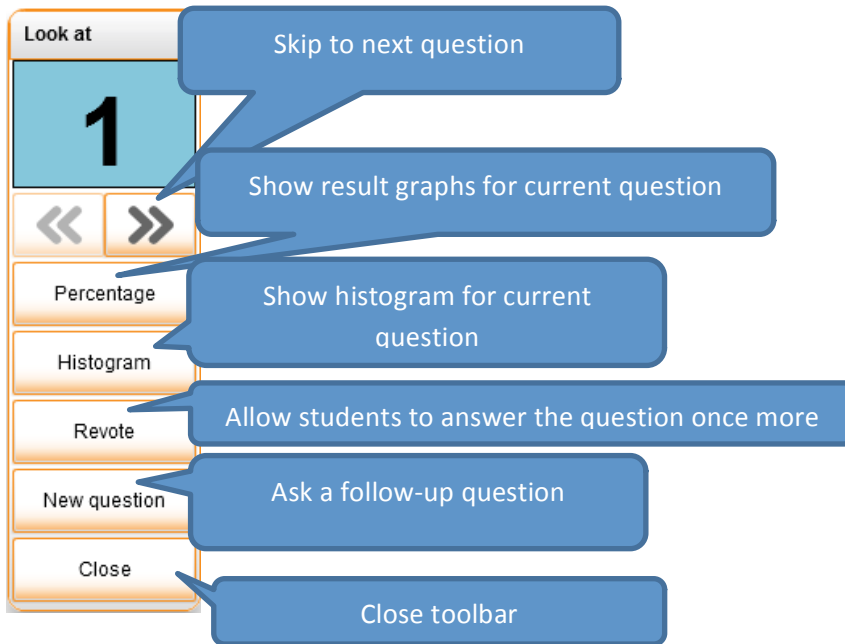 Look at
Skip to next question
1
Show result graphs for current question
Percentage
Show histogram for current
question
Histogram
Allow students to answer the question once more
Revote
Ask a follow-up question
New question
Close
Close toolbar